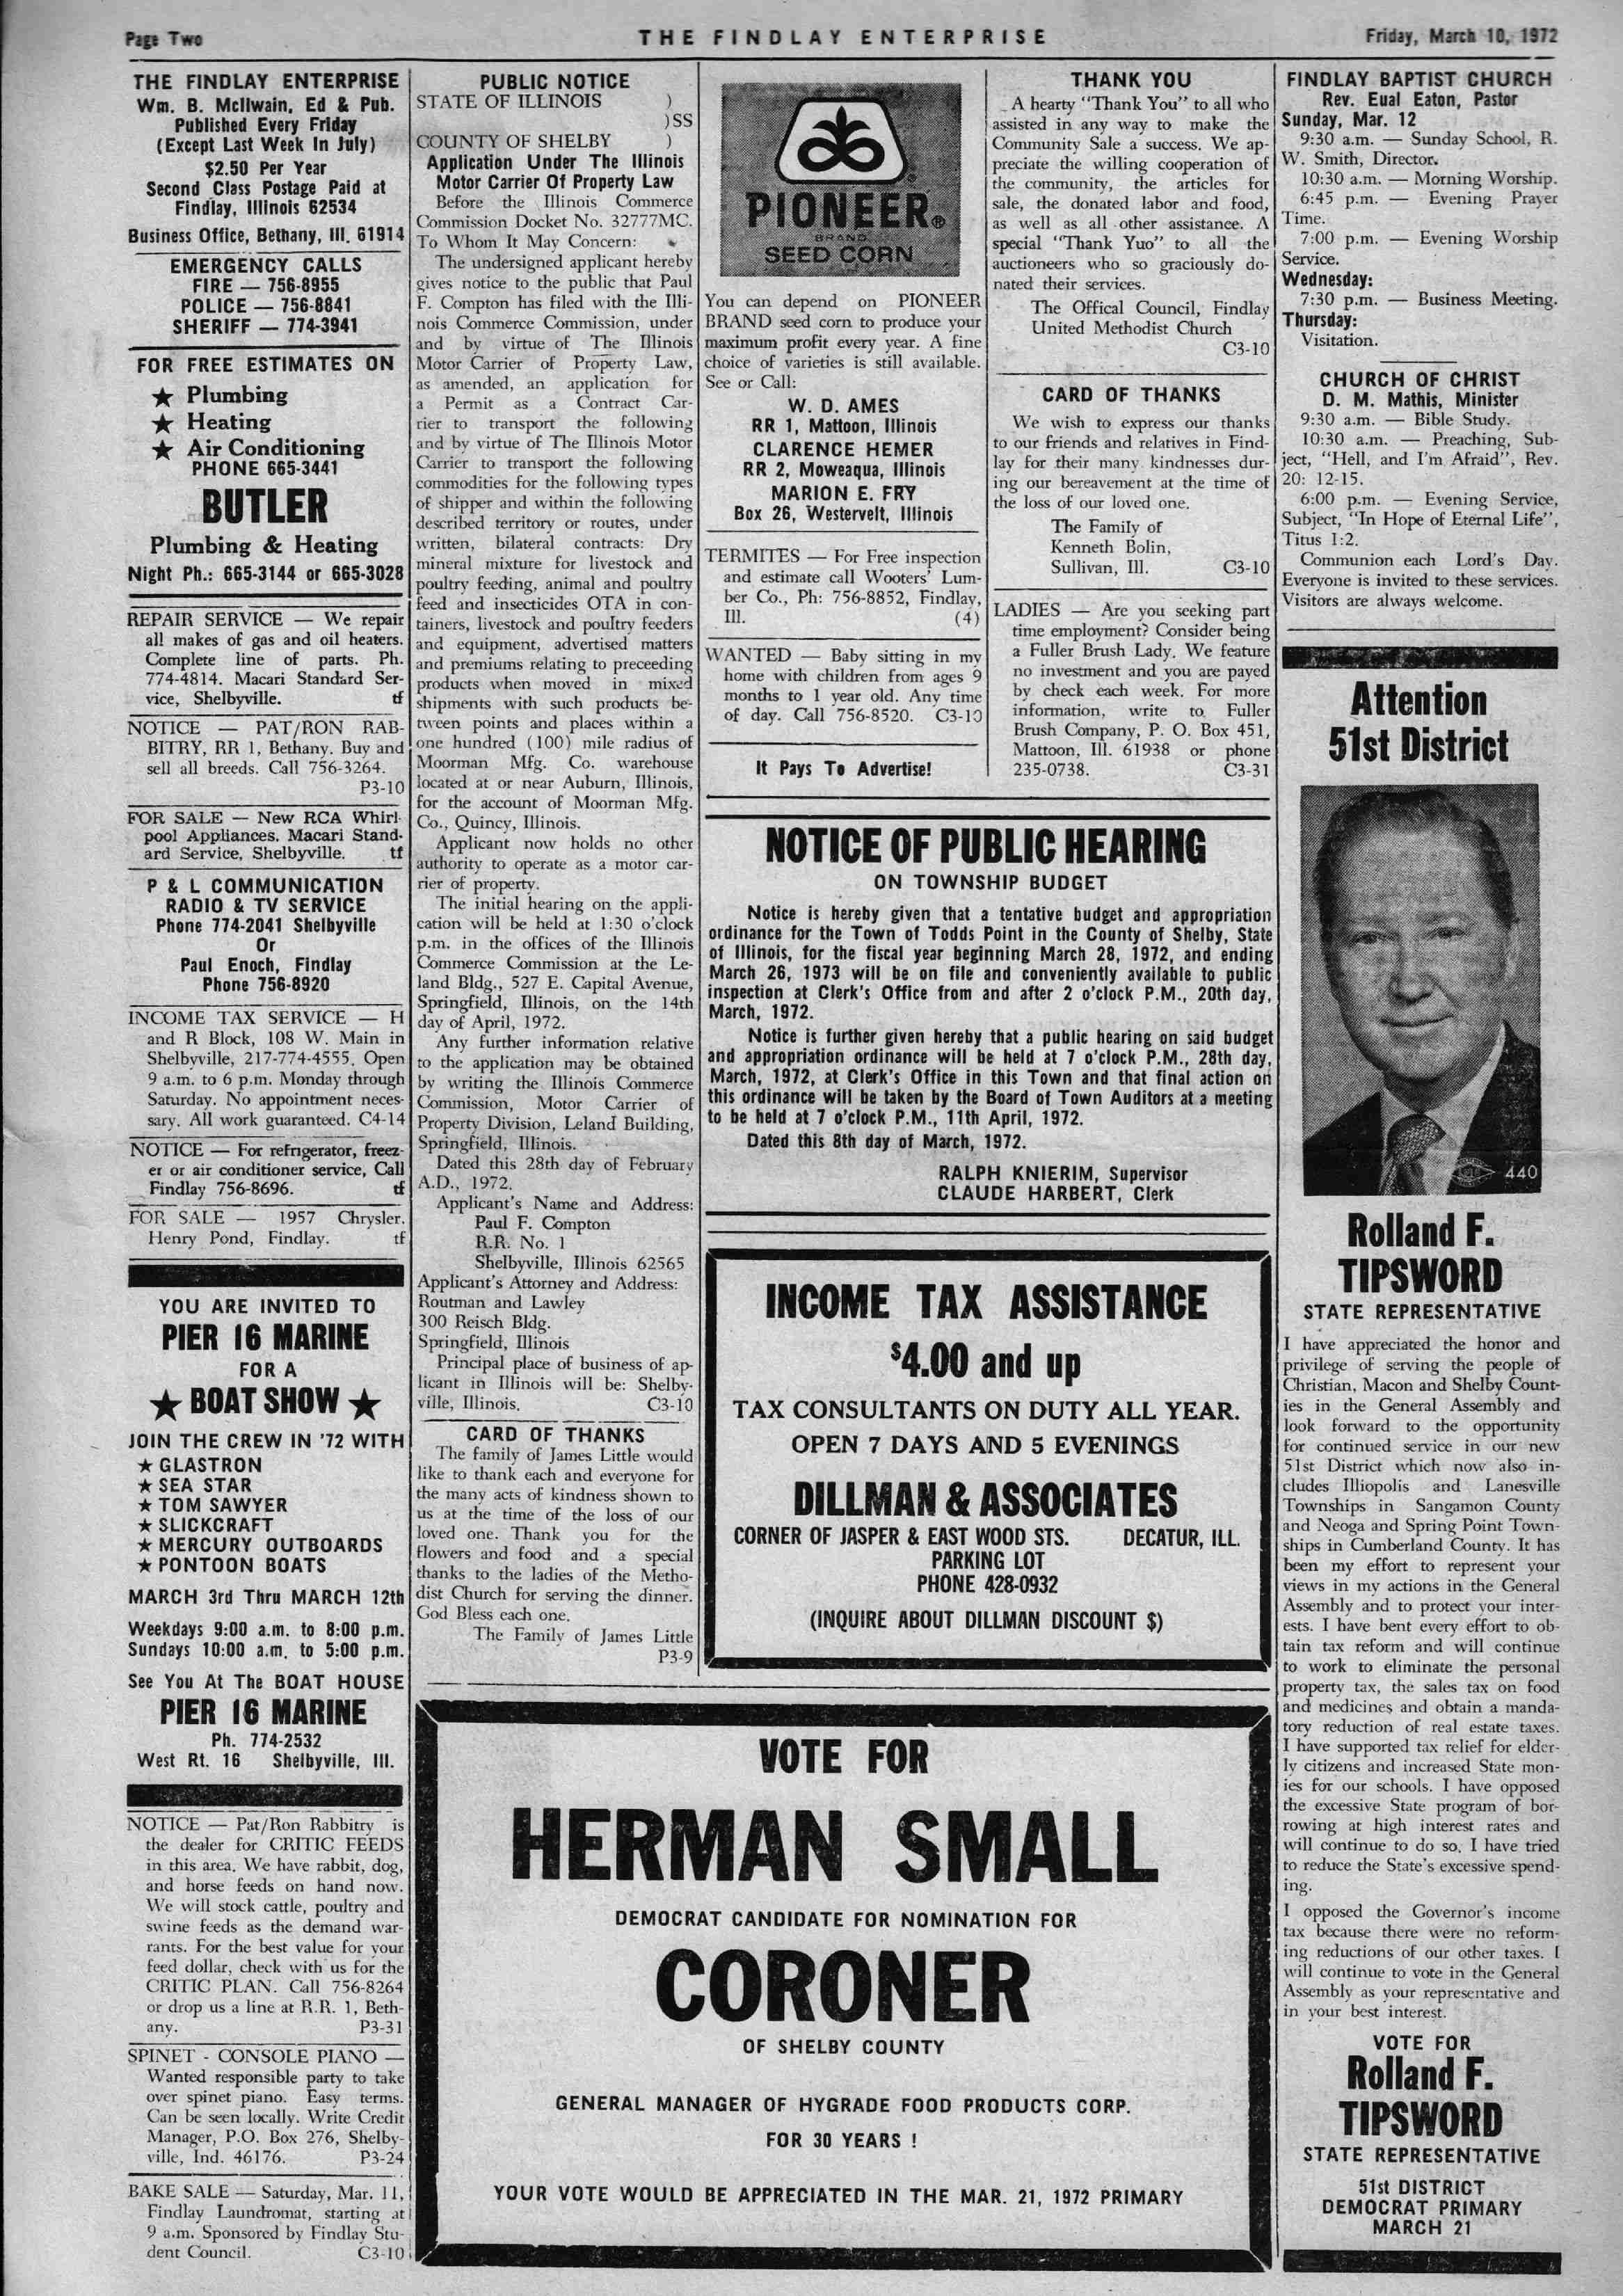 Page Two
THE FINDLAY ENTERPRISE
Friday, March 10, 1972
THE FINDLAY ENTERPRISE
Wm. B. McIlwain, Ed & Pub.
Published Every Friday
(Except Last Week In July)
$2.50 Per Year
Second Class Postage Paid at
Findlay, Illinois 62534
Business Office, Bethany, Ill. 61914
EMERGENCY CALLS
FIRE — 756-8955
POLICE — 756-8841
SHERIFF — 774-3941
FOR FREE ESTIMATES ON
★ Plumbing
★ Heating
★ Air Conditioning
PHONE 665-3441
BUTLER
Plumbing & Heating
Night Ph.: 665-3144 or 665-3028
REPAIR SERVICE — We repair
all makes of gas and oil heaters.
Complete line of parts. Ph.
774-4814. Macari Standard Ser-
vice, Shelbyville. tf
NOTICE — PAT/RON RAB-
BITRY, RR 1, Bethany. Buy and
sell all breeds. Call 756-3264.
P3-10
FOR SALE — New RCA Whirl-
pool Appliances. Macari Stand-
ard Service, Shelbyville. tf
P & L COMMUNICATION
RADIO & TV SERVICE
Phone 774-2041 Shelbyville
Or
Paul Enoch, Findlay
Phone 756-8920
INCOME TAX SERVICE — H
and R Block, 108 W. Main in
Shelbyville, 217-774-4555. Open
9 a.m. to 6 p.m. Monday through
Saturday. No appointment neces-
sary. All work guaranteed. C4-14
NOTICE — For refrigerator, freez-
er or air conditioner service, Call
Findlay 756-8696. tf
FOR SALE — 1957 Chrysler.
Henry Pond, Findlay. tf
YOU ARE INVITED TO
PIER 16 MARINE
FOR A
★ BOAT SHOW ★
JOIN THE CREW IN '72 WITH
★ GLASTRON
★ SEA STAR
★ TOM SAWYER
★ SLICKCRAFT
★ MERCURY OUTBOARDS
★ PONTOON BOATS
MARCH 3rd Thru MARCH 12th
Weekdays 9:00 a.m. to 8:00 p.m.
Sundays 10:00 a.m. to 5:00 p.m.
See You At The BOAT HOUSE
PIER 16 MARINE
Ph. 774-2532
West Rt. 16 Shelbyville, Ill.
NOTICE — Pat/Ron Rabbitry is
the dealer for CRITIC FEEDS
in this area. We have rabbit, dog,
and horse feeds on hand now.
We will stock cattle, poultry and
swine feeds as the demand war-
rants. For the best value for your
feed dollar, check with us for the
CRITIC PLAN. Call 756-8264
or drop us a line at R.R. 1, Beth-
any. P3-31
SPINET - CONSOLE PIANO —
Wanted responsible party to take
over spinet piano. Easy terms.
Can be seen locally. Write Credit
Manager, P.O. Box 276, Shelby-
ville, Ind. 46176. P3-24
BAKE SALE — Saturday, Mar. 11,
Findlay Laundromat, starting at
9 a.m. Sponsored by Findlay Stu-
dent Council. C3-10
PUBLIC NOTICE
STATE OF ILLINOIS )
)SS
COUNTY OF SHELBY )
Application Under The Illinois
Motor Carrier Of Property Law
Before the Illinois Commerce
Commission Docket No. 32777MC.
To Whom It May Concern:
The undersigned applicant hereby
gives notice to the public that Paul
F. Compton has filed with the Illi-
nois Commerce Commission, under
and by virtue of The Illinois
Motor Carrier of Property Law,
as amended, an application for
a Permit as a Contract Car-
rier to transport the following
and by virtue of The Illinois Motor
Carrier to transport the following
commodities for the following types
of shipper and within the following
described territory or routes, under
written, bilateral contracts: Dry
mineral mixture for livestock and
poultry feeding, animal and poultry
feed and insecticides OTA in con-
tainers, livestock and poultry feeders
and equipment, advertised matters
and premiums relating to preceeding
products when moved in mixed
shipments with such products be-
tween points and places within a
one hundred (100) mile radius of
Moorman Mfg. Co. warehouse
located at or near Auburn, Illinois,
for the account of Moorman Mfg.
Co., Quincy, Illinois.
Applicant now holds no other
authority to operate as a motor car-
rier of property.
The initial hearing on the appli-
cation will be held at 1:30 o'clock
p.m. in the offices of the Illinois
Commerce Commission at the Le-
land Bldg., 527 E. Capital Avenue,
Springfield, Illinois, on the 14th
day of April, 1972.
Any further information relative
to the application may be obtained
by writing the Illinois Commerce
Commission, Motor Carrier of
Property Division, Leland Building,
Springfield, Illinois.
Dated this 28th day of February
A.D., 1972.
Applicant's Name and Address:
Paul F. Compton
R.R. No. 1
Shelbyville, Illinois 62565
Applicant's Attorney and Address:
Routman and Lawley
300 Reisch Bldg.
Springfield, Illinois
Principal place of business of ap-
licant in Illinois will be: Shelby-
ville, Illinois. C3-10
CARD OF THANKS
The family of James Little would
like to thank each and everyone for
the many acts of kindness shown to
us at the time of the loss of our
loved one. Thank you for the
flowers and food and a special
thanks to the ladies of the Metho-
dist Church for serving the dinner.
God Bless each one.
The Family of James Little
P3-9
PIONEER®
BRAND
SEED CORN
You can depend on PIONEER
BRAND seed corn to produce your
maximum profit every year. A fine
choice of varieties is still available.
See or Call:
W. D. AMES
RR 1, Mattoon, Illinois
CLARENCE HEMER
RR 2, Moweaqua, Illinois
MARION E. FRY
Box 26, Westervelt, Illinois
TERMITES — For Free inspection
and estimate call Wooters' Lum-
ber Co., Ph: 756-8852, Findlay,
Ill. (4)
WANTED — Baby sitting in my
home with children from ages 9
months to 1 year old. Any time
of day. Call 756-8520. C3-10
It Pays To Advertise!
THANK YOU
A hearty "Thank You" to all who
assisted in any way to make the
Community Sale a success. We ap-
preciate the willing cooperation of
the community, the articles for
sale, the donated labor and food,
as well as all other assistance. A
special "Thank Yuo" to all the
auctioneers who so graciously do-
nated their services.
The Offical Council, Findlay
United Methodist Church
C3-10
CARD OF THANKS
We wish to express our thanks
to our friends and relatives in Find-
lay for their many kindnesses dur-
ing our bereavement at the time of
the loss of our loved one.
The Family of
Kenneth Bolin,
Sullivan, Ill. C3-10
LADIES — Are you seeking part
time employment? Consider being
a Fuller Brush Lady. We feature
no investment and you are payed
by check each week. For more
information, write to Fuller
Brush Company, P. O. Box 451,
Mattoon, Ill. 61938 or phone
235-0738. C3-31
NOTICE OF PUBLIC HEARING
ON TOWNSHIP BUDGET
Notice is hereby given that a tentative budget and appropriation
ordinance for the Town of Todds Point in the County of Shelby, State
of Illinois, for the fiscal year beginning March 28, 1972, and ending
March 26, 1973 will be on file and conveniently available to public
inspection at Clerk's Office from and after 2 o'clock P.M., 20th day,
March, 1972.
Notice is further given hereby that a public hearing on said budget
and appropriation ordinance will be held at 7 o'clock P.M., 28th day,
March, 1972, at Clerk's Office in this Town and that final action on
this ordinance will be taken by the Board of Town Auditors at a meeting
to be held at 7 o'clock P.M., 11th April, 1972.
Dated this 8th day of March, 1972.
RALPH KNIERIM, Supervisor
CLAUDE HARBERT, Clerk
INCOME TAX ASSISTANCE
$4.00 and up
TAX CONSULTANTS ON DUTY ALL YEAR.
OPEN 7 DAYS AND 5 EVENINGS
DILLMAN & ASSOCIATES
CORNER OF JASPER & EAST WOOD STS. DECATUR, ILL.
PARKING LOT
PHONE 428-0932
(INQUIRE ABOUT DILLMAN DISCOUNT $)
VOTE FOR
HERMAN SMALL
DEMOCRAT CANDIDATE FOR NOMINATION FOR
CORONER
OF SHELBY COUNTY
GENERAL MANAGER OF HYGRADE FOOD PRODUCTS CORP.
FOR 30 YEARS !
YOUR VOTE WOULD BE APPRECIATED IN THE MAR. 21, 1972 PRIMARY
FINDLAY BAPTIST CHURCH
Rev. Eual Eaton, Pastor
Sunday, Mar. 12
9:30 a.m. — Sunday School, R.
W. Smith, Director.
10:30 a.m. — Morning Worship.
6:45 p.m. — Evening Prayer
Time.
7:00 p.m. — Evening Worship
Service.
Wednesday:
7:30 p.m. — Business Meeting.
Thursday:
Visitation.
CHURCH OF CHRIST
D. M. Mathis, Minister
9:30 a.m. — Bible Study.
10:30 a.m. — Preaching, Sub-
ject, "Hell, and I'm Afraid", Rev.
20: 12-15.
6:00 p.m. — Evening Service,
Subject, "In Hope of Eternal Life",
Titus 1:2.
Communion each Lord's Day.
Everyone is invited to these services.
Visitors are always welcome.
Attention
51st District
440
Rolland F.
TIPSWORD
STATE REPRESENTATIVE
I have appreciated the honor and
privilege of serving the people of
Christian, Macon and Shelby Count-
ies in the General Assembly and
look forward to the opportunity
for continued service in our new
51st District which now also in-
cludes Illiopolis and Lanesville
Townships in Sangamon County
and Neoga and Spring Point Town-
ships in Cumberland County. It has
been my effort to represent your
views in my actions in the General
Assembly and to protect your inter-
ests. I have bent every effort to ob-
tain tax reform and will continue
to work to eliminate the personal
property tax, the sales tax on food
and medicines and obtain a manda-
tory reduction of real estate taxes.
I have supported tax relief for elder-
ly citizens and increased State mon-
ies for our schools. I have opposed
the excessive State program of bor-
rowing at high interest rates and
will continue to do so. I have tried
to reduce the State's excessive spend-
ing.
I opposed the Governor's income
tax because there were no reform-
ing reductions of our other taxes. I
will continue to vote in the General
Assembly as your representative and
in your best interest.
VOTE FOR
Rolland F.
TIPSWORD
STATE REPRESENTATIVE
51st DISTRICT
DEMOCRAT PRIMARY
MARCH 21